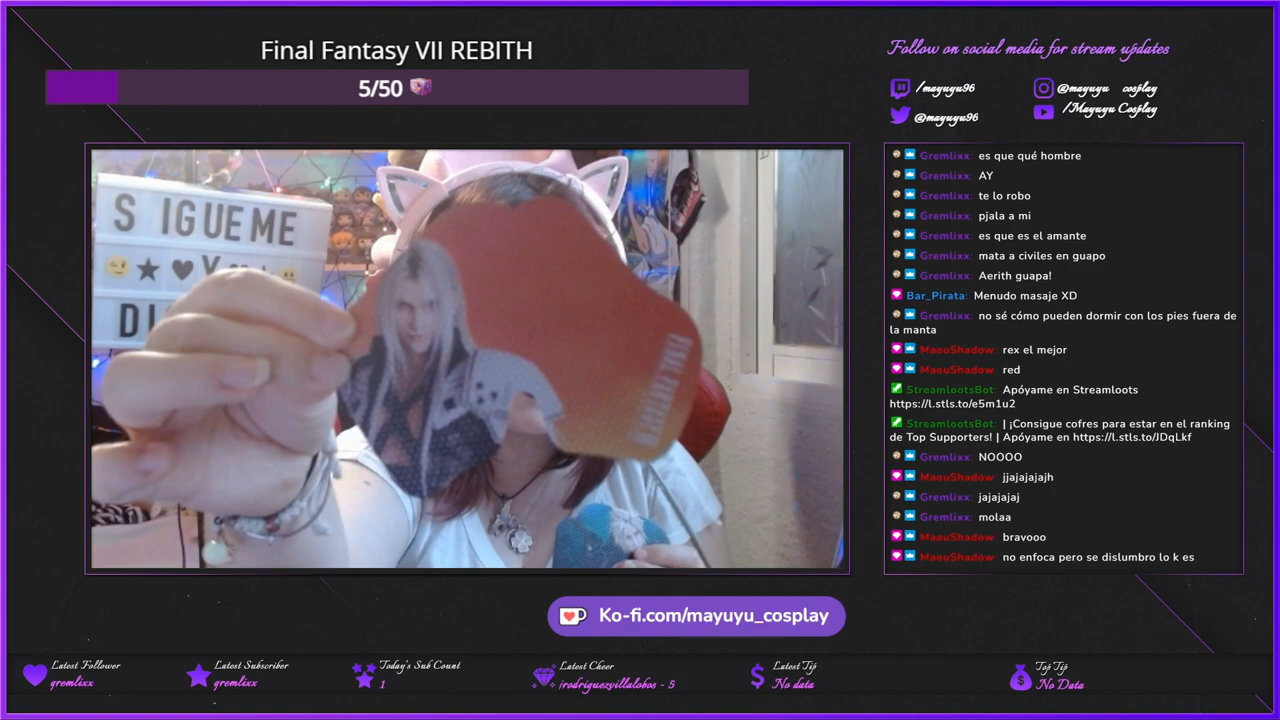 Final Fantasy VII REBITH
5/50
Follow on social media for stream updates
/mayuyu96
@mayuyu cosplay
@mayuyu96
/Mayuyu Cosplay
S IGUEME
Gremlixx: es que qué hombre
Gremlixx: AY
Gremlixx: te lo robo
Gremlixx: pjala a mi
Gremlixx: es que es el amante
Gremlixx: mata a civiles en guapo
Gremlixx: Aerith guapa!
Bar_Pirata: Menudo masaje XD
Gremlixx: no sé cómo pueden dormir con los pies fuera de
la manta
MaouShadow: rex el mejor
MaouShadow: red
StreamlootsBot: Apóyame en Streamloots
https://l.stls.to/e5m1u2
StreamlootsBot: | ¡Consigue cofres para estar en el ranking
de Top Supporters! | Apóyame en https://l.stls.to/JDqLkf
Gremlixx: NOOOO
MaouShadow: jjajajajajh
Gremlixx: jajajajaj
Gremlixx: molaa
MaouShadow: bravooo
MaouShadow: no enfoca pero se dislumbro lo k es
Ko-fi.com/mayuyu_cosplay
Latest Follower
gremlixx
Latest Subscriber
gremlixx
Today's Sub Count
1
Latest Cheer
jrodriguezvillalobos - 5
Latest Tip
No data
Top Tip
No Data